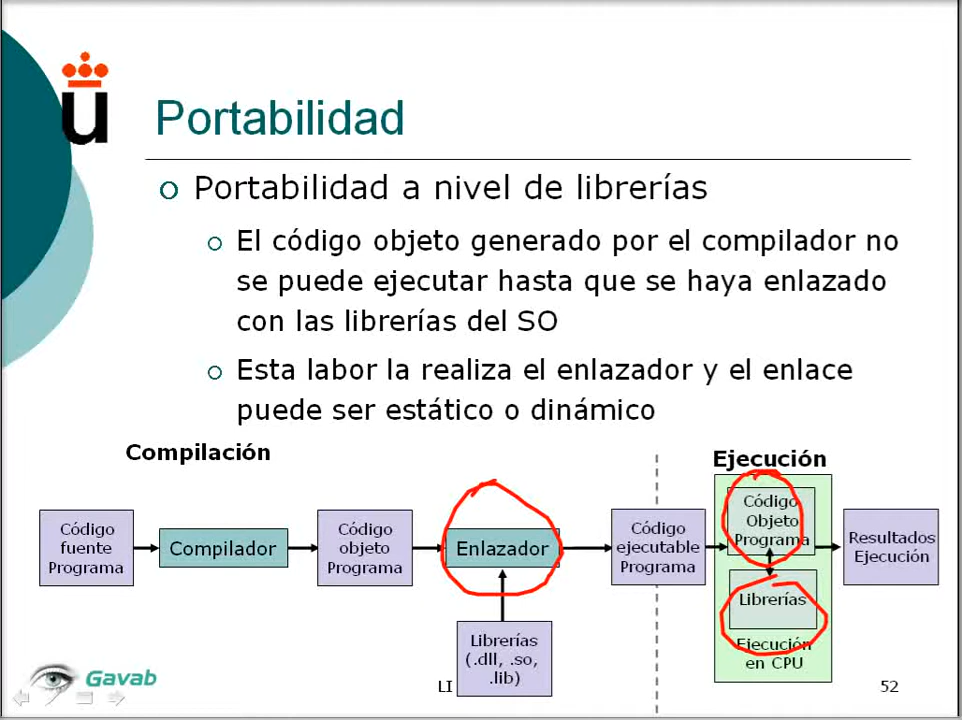 ü
Portabilidad
Portabilidad a nivel de librerías
El código objeto generado por el compilador no
se puede ejecutar hasta que se haya enlazado
con las librerías del SO
Esta labor la realiza el enlazador y el enlace
puede ser estático o dinámico
Compilación
Código
fuente
Programa
Compilador
Código
objeto
Programa
Enlazador
Librerías
(.dll, .so,
.lib)
Código
ejecutable
Programa
Ejecución
Código
Objeto
Programa
Librerías
Ejecución
en CPU
Resultados
Ejecución
Gavab
LI
52